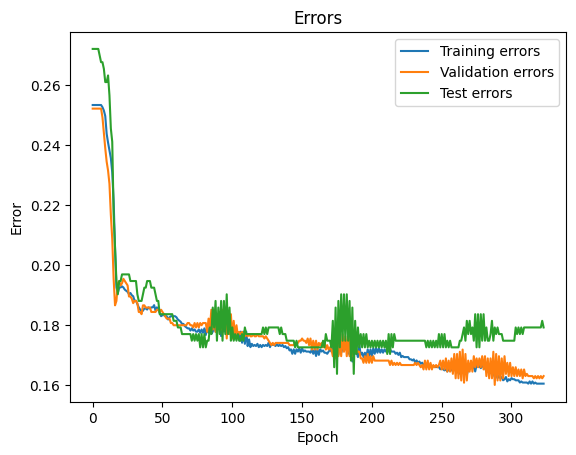 Errors
Training errors
Validation errors
Test errors
0.26
0.24
0.22
0.20
0.18
0.16
Error
0
50
100
150
200
250
300
Epoch